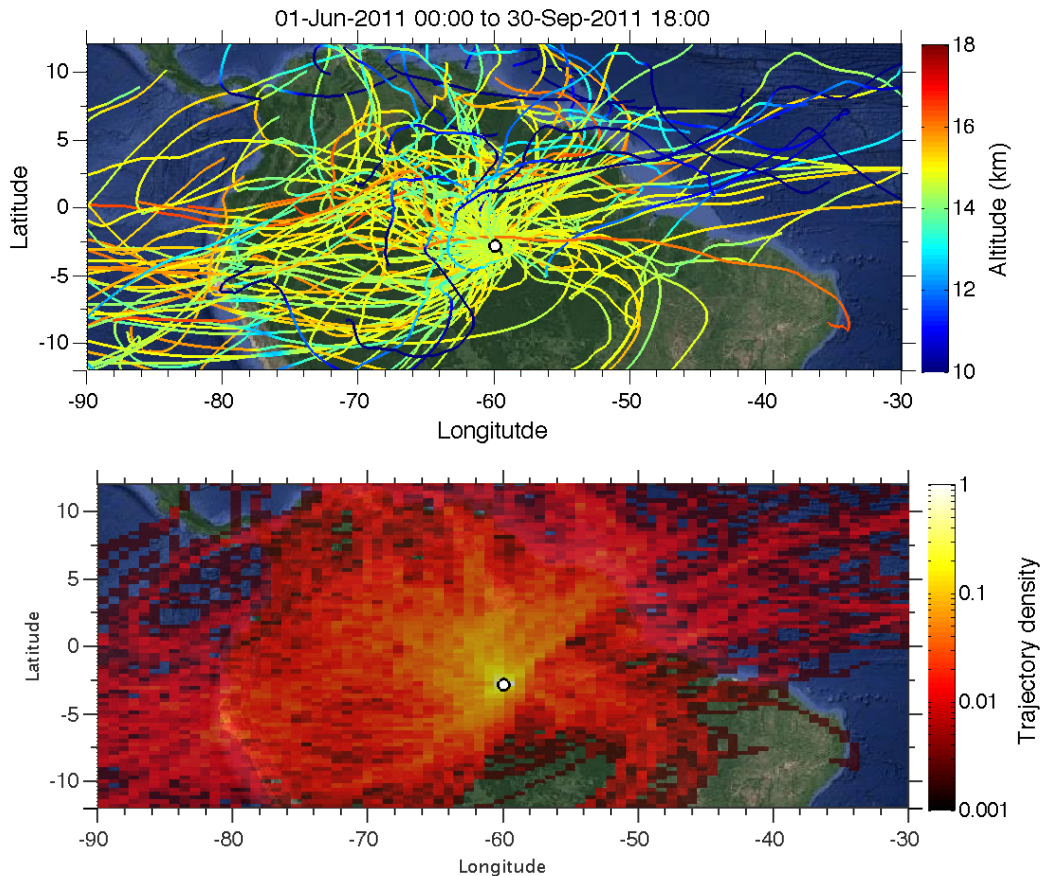 01-Jun-2011 00:00 to 30-Sep-2011 18:00
10
5
0
-5
-10
Latitude
-90 -80 -70 -60 -50 -40 -30
Longitutde
18
16
14
12
10
Altitude (km)
10
5
0
-5
-10
Latitude
-90 -80 -70 -60 -50 -40 -30
Longitude
1
0.1
0.01
0.001
Trajectory density